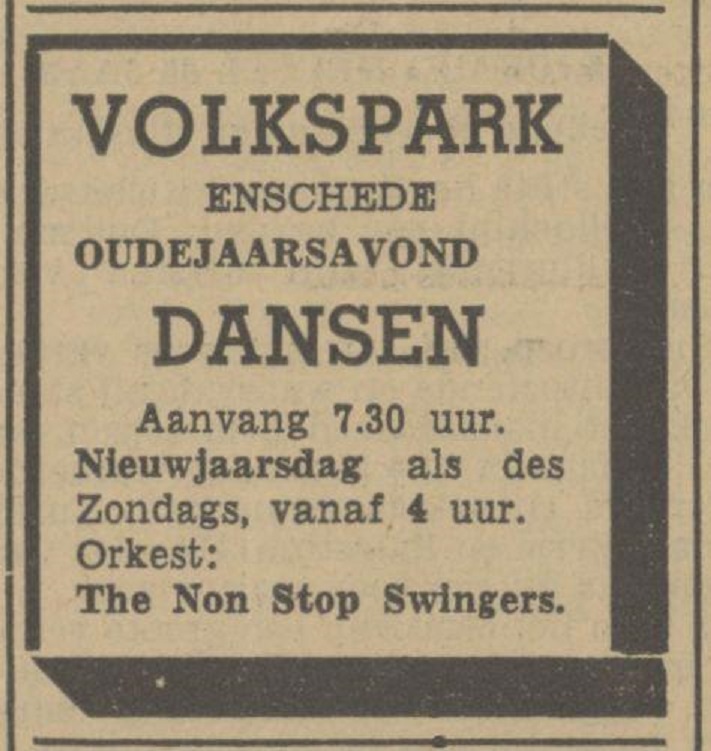 VOLKSPARK
ENSCHEDE
OUDEJAARSAVOND
DANSEN
Aanvang 7.30 uur.
Nieuwjaarsdag als des
Zondags, vanaf 4 uur.
Orkest:
The Non Stop Swingers.